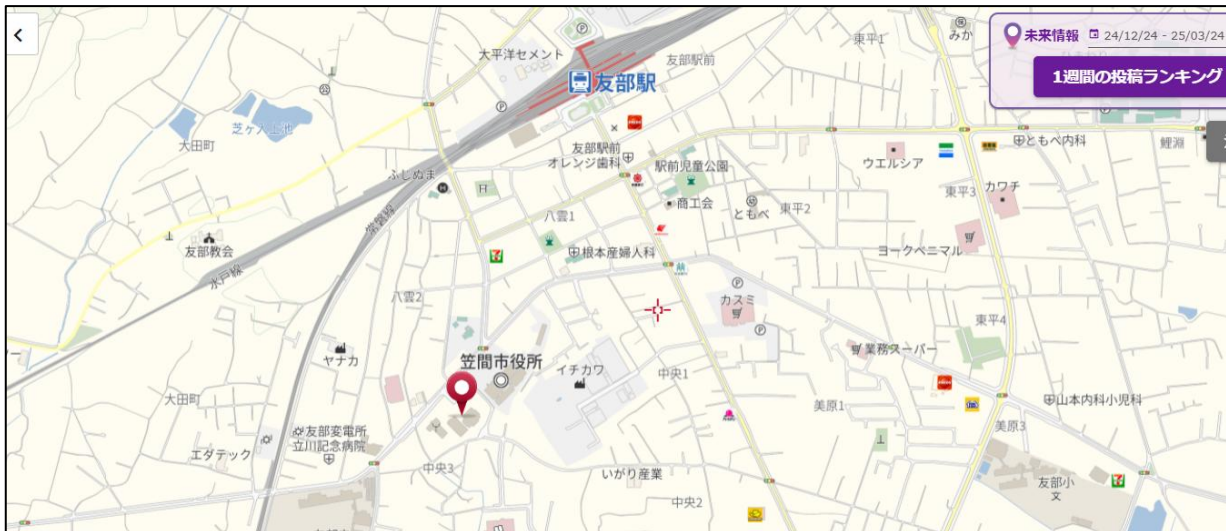 未来情報 24/12/24 - 25/03/24
1週間の投稿ランキング
みか
東平1
大平洋セメント
友部駅前
友部駅
芝ヶ入上池
大田町
友部駅前
オレンジ歯科
駅前児童公園
ウエルシア
ともべ内科
鯉淵
ふじぬま
カワチ
東平3
常磐線
八雲1
商工会
ともべ
東平2
友部教会
根本産婦人科
ヨークベニマル
水戸線
八雲2
カスミ
東平4
ヤナカ
笠間市役所
イチカワ
業務スーパー
中央1
大田町
美原1
山本内科小児科
友部変電所
立川記念病院
美原3
エダテック
中央3
いがり産業
友部小
文
中央2